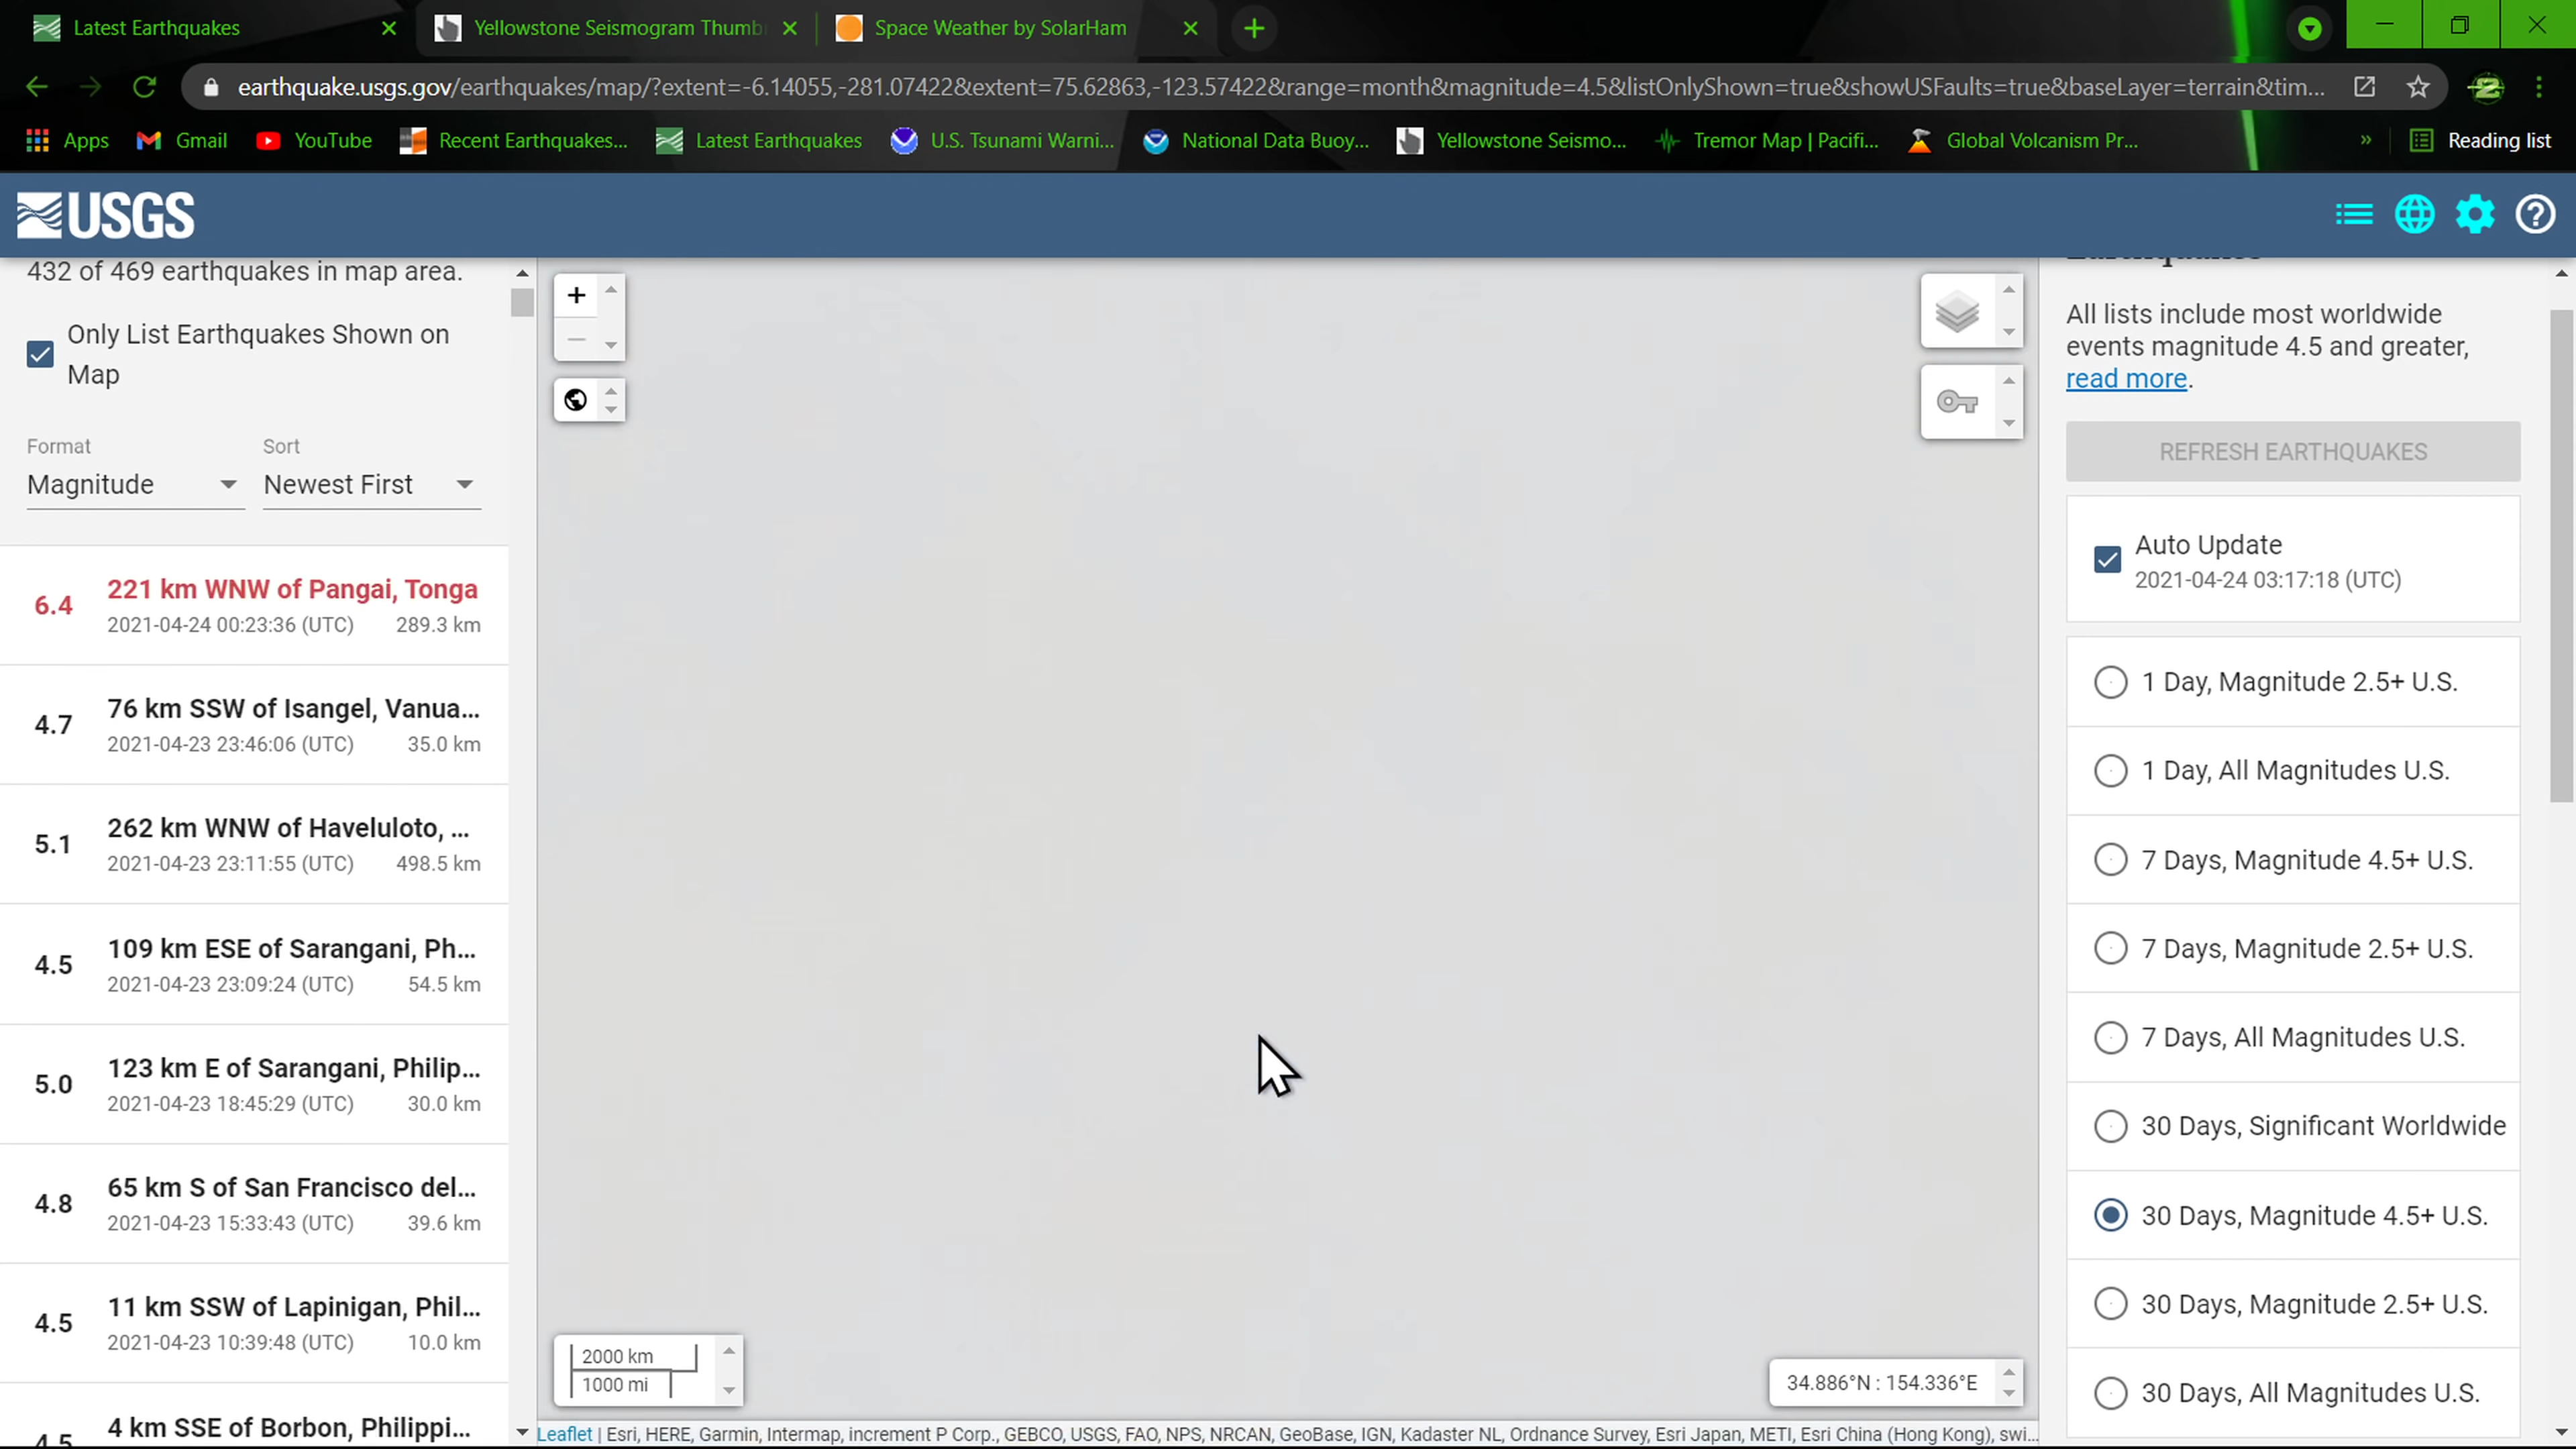 Latest Earthquakes
Yellowstone Seismogram Thumb
Space Weather by SolarHam
earthquake.usgs.gov/earthquakes/map/?extent=-6.14055,-281.07422&extent=75.62863,-123.57422&range=month&magnitude=4.5&listOnlyShown=true&showUSFaults=true&baseLayer=terrain&tim...
Apps
Gmail
YouTube
Recent Earthquakes...
Latest Earthquakes
U.S. Tsunami Warni...
National Data Buoy...
Yellowstone Seismo...
Tremor Map | Pacifi...
Global Volcanism Pr...
»
Reading list
USGS
432 of 469 earthquakes in map area.
Only List Earthquakes Shown on
Map
Format
Sort
Magnitude
Newest First
6.4
221 km WNW of Pangai, Tonga
2021-04-24 00:23:36 (UTC) 289.3 km
4.7
76 km SSW of Isangel, Vanua...
2021-04-23 23:46:06 (UTC) 35.0 km
5.1
262 km WNW of Haveluloto, ...
2021-04-23 23:11:55 (UTC) 498.5 km
4.5
109 km ESE of Sarangani, Ph...
2021-04-23 23:09:24 (UTC) 54.5 km
5.0
123 km E of Sarangani, Philip...
2021-04-23 18:45:29 (UTC) 30.0 km
4.8
65 km S of San Francisco del...
2021-04-23 15:33:43 (UTC) 39.6 km
4.5
11 km SSW of Lapinigan, Phil...
2021-04-23 10:39:48 (UTC) 10.0 km
4.5
4 km SSE of Borbon, Philippi...
+
−
2000 km
1000 mi
34.886°N : 154.336°E
Leaflet | Esri, HERE, Garmin, Intermap, increment P Corp., GEBCO, USGS, FAO, NPS, NRCAN, GeoBase, IGN, Kadaster NL, Ordnance Survey, Esri Japan, METI, Esri China (Hong Kong), swi...
Earthquakes
All lists include most worldwide
events magnitude 4.5 and greater,
read more.
REFRESH EARTHQUAKES
Auto Update
2021-04-24 03:17:18 (UTC)
1 Day, Magnitude 2.5+ U.S.
1 Day, All Magnitudes U.S.
7 Days, Magnitude 4.5+ U.S.
7 Days, Magnitude 2.5+ U.S.
7 Days, All Magnitudes U.S.
30 Days, Significant Worldwide
30 Days, Magnitude 4.5+ U.S.
30 Days, Magnitude 2.5+ U.S.
30 Days, All Magnitudes U.S.